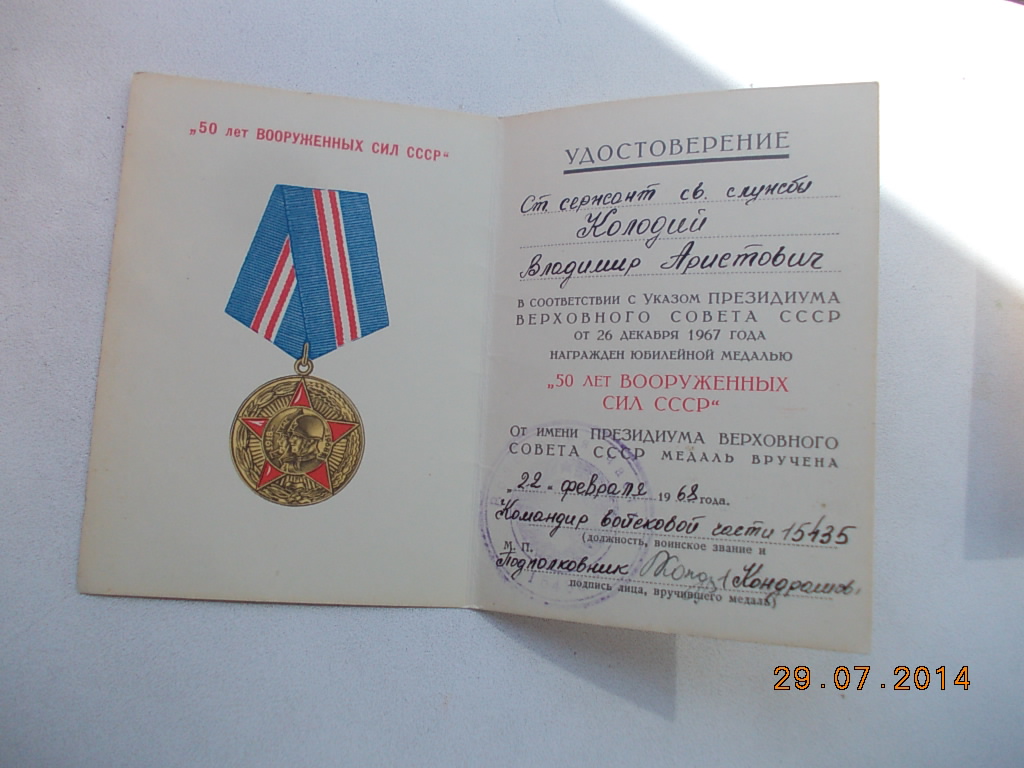 „50 лет ВООРУЖЕННЫХ СИЛ СССР“
УДОСТОВЕРЕНИЕ
Ст. сержант св. службы
Колодий
Владимир Аристович
В СООТВЕТСТВИИ С УКАЗОМ ПРЕЗИДИУМА
ВЕРХОВНОГО СОВЕТА СССР
ОТ 26 ДЕКАБРЯ 1967 ГОДА
НАГРАЖДЕН ЮБИЛЕЙНОЙ МЕДАЛЬЮ
„50 ЛЕТ ВООРУЖЕННЫХ
СИЛ СССР“
ОТ ИМЕНИ ПРЕЗИДИУМА ВЕРХОВНОГО
СОВЕТА СССР МЕДАЛЬ ВРУЧЕНА
„22“ февраля 1968 года.
Командир войсковой части 15435
(должность, воинское звание и
М. П.
Подполковник (Кондрашов)
подпись лица, вручившего медаль)
29.07.2014